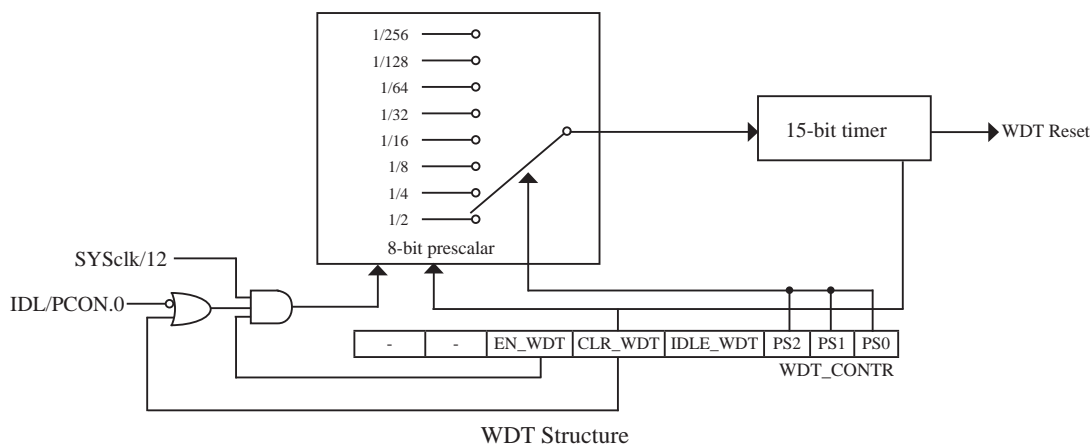 1/256
1/128
1/64
1/32
1/16
1/8
1/4
1/2
8-bit prescalar
15-bit timer
WDT Reset
SYSclk/12
IDL/PCON.0
- - EN_WDT CLR_WDT IDLE_WDT PS2 PS1 PS0
WDT_CONTR
WDT Structure